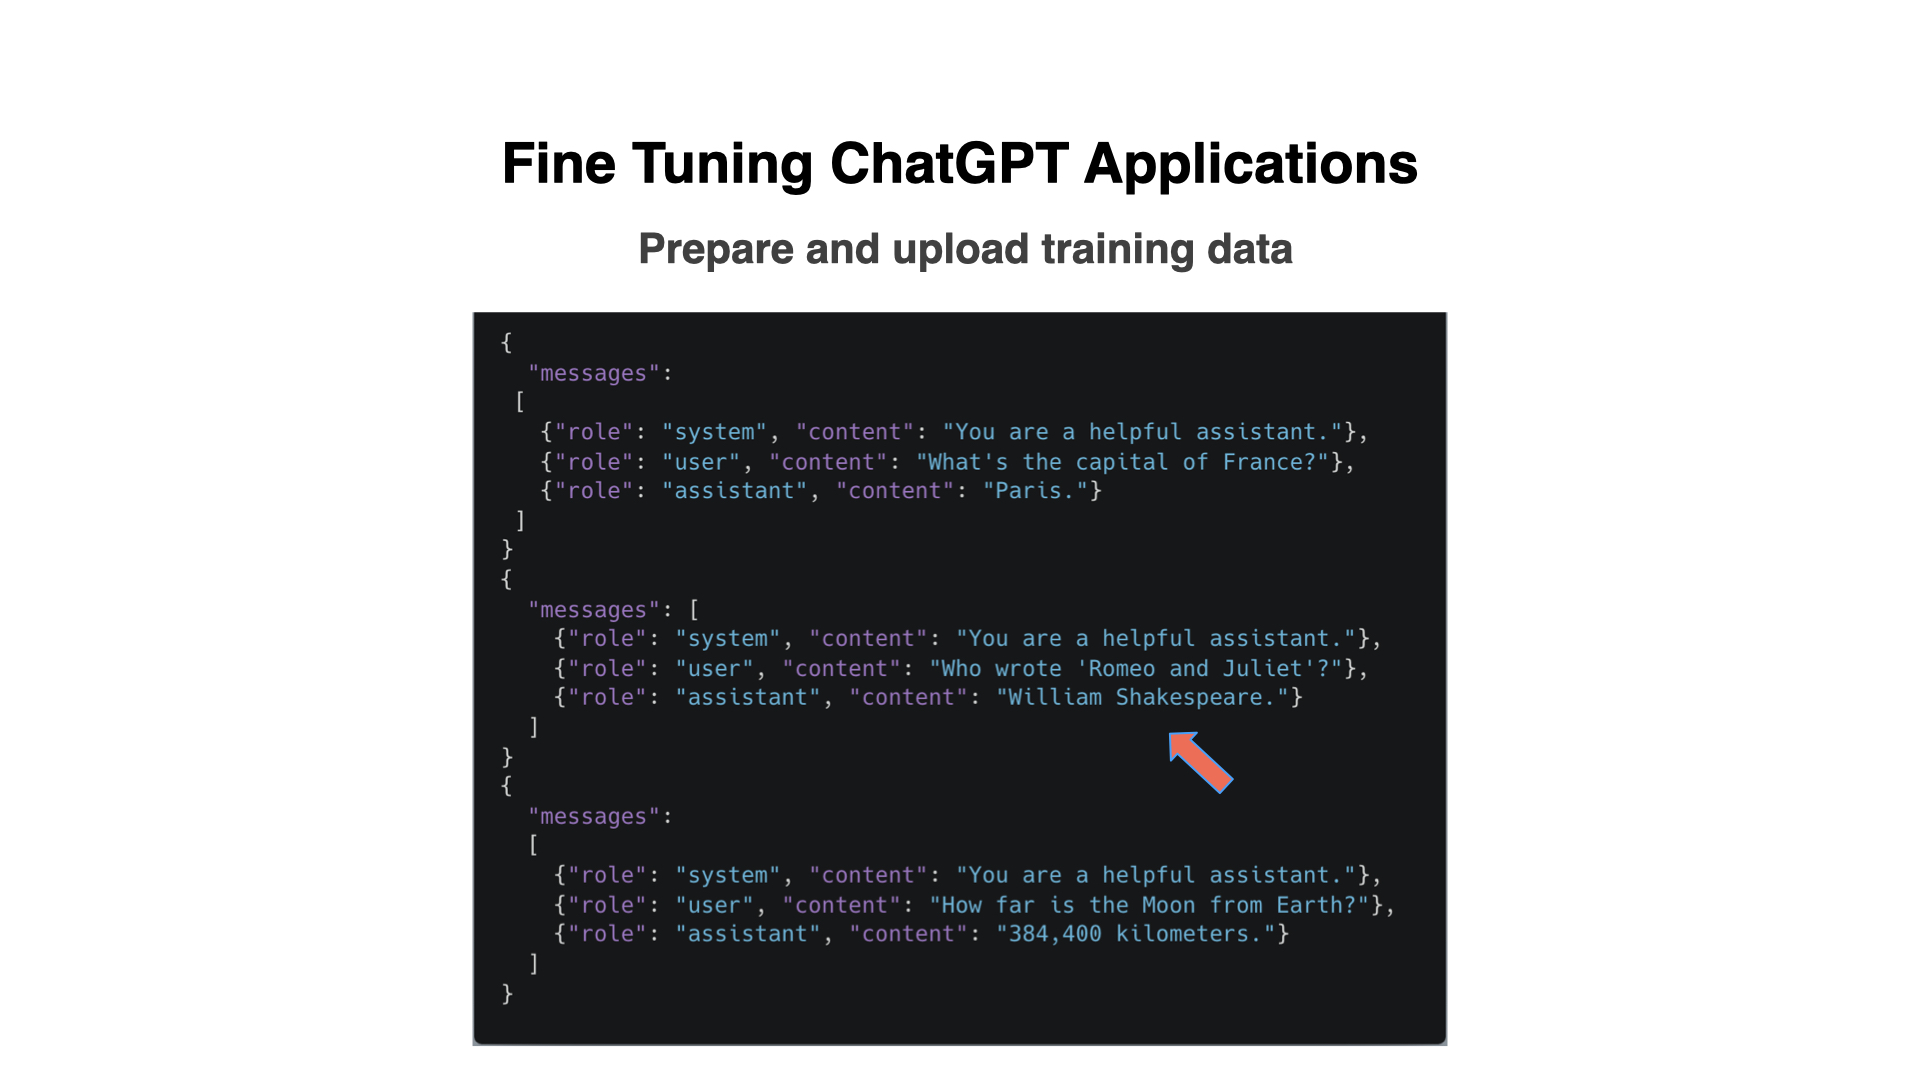 Fine Tuning ChatGPT Applications
Prepare and upload training data
{
  "messages":
 [
   {"role": "system", "content": "You are a helpful assistant."},
   {"role": "user", "content": "What's the capital of France?"},
   {"role": "assistant", "content": "Paris."}
 ]
}
{
  "messages": [
    {"role": "system", "content": "You are a helpful assistant."},
    {"role": "user", "content": "Who wrote 'Romeo and Juliet'?"},
    {"role": "assistant", "content": "William Shakespeare."}
  ]
}
{
  "messages":
  [
    {"role": "system", "content": "You are a helpful assistant."},
    {"role": "user", "content": "How far is the Moon from Earth?"},
    {"role": "assistant", "content": "384,400 kilometers."}
  ]
}